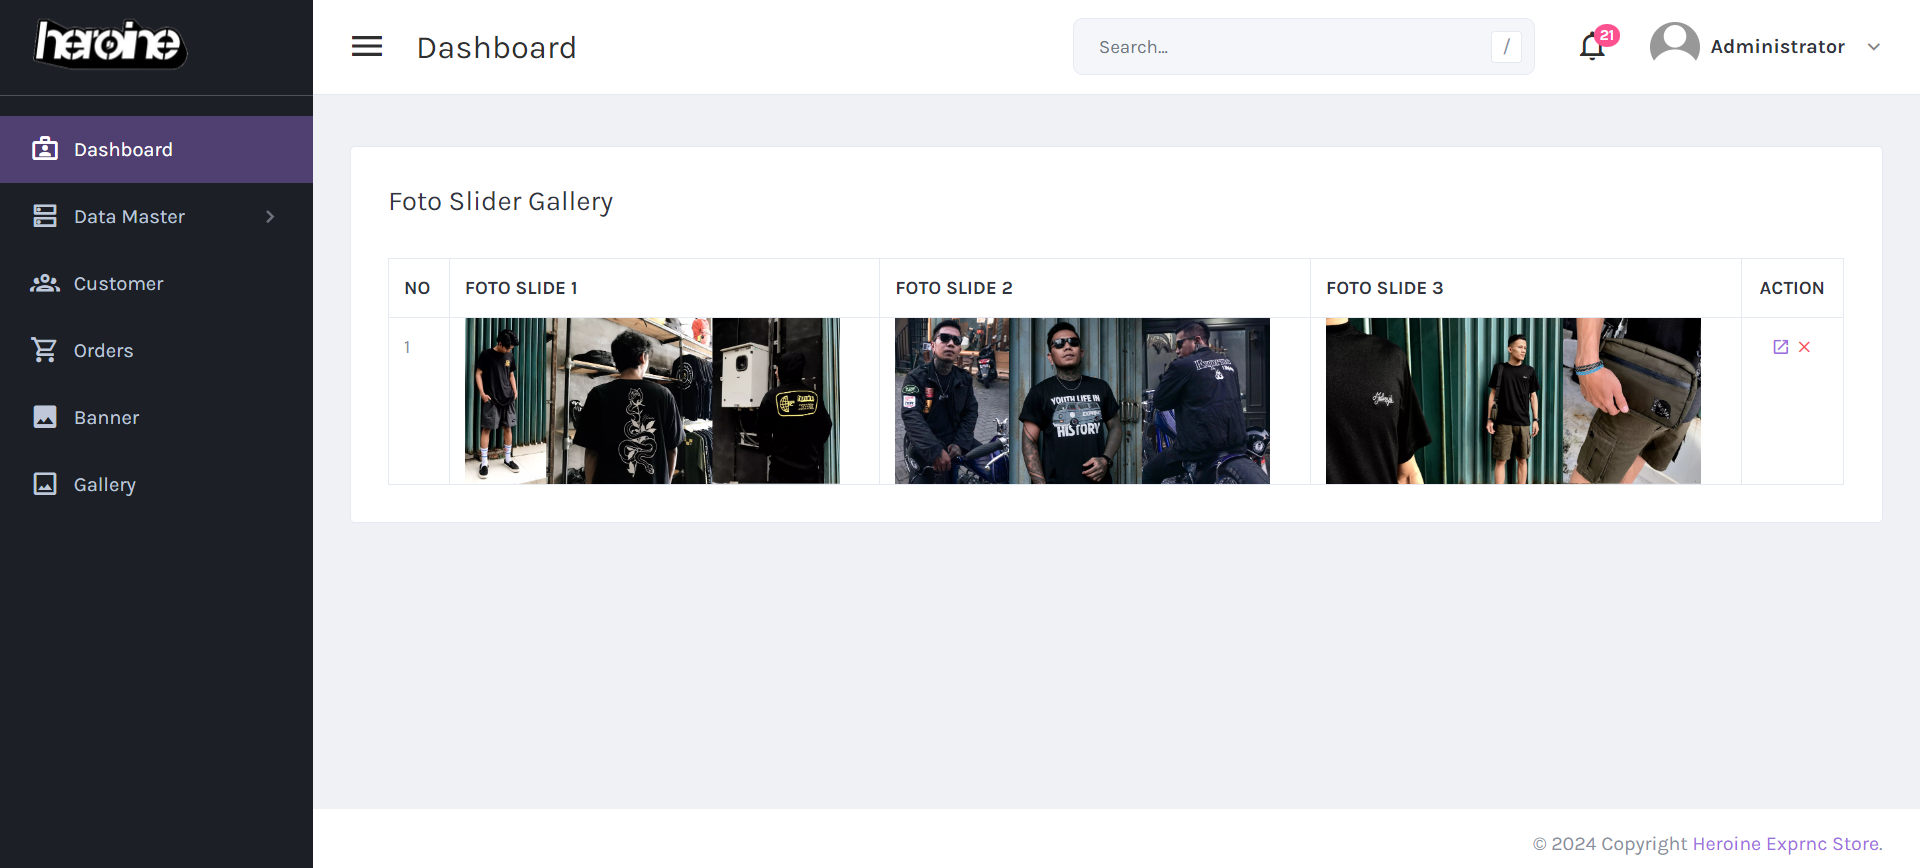 heroine
Dashboard
Search...
/
21
Administrator
Dashboard
Data Master
Customer
Orders
Banner
Gallery
Foto Slider Gallery
NO
FOTO SLIDE 1
FOTO SLIDE 2
FOTO SLIDE 3
ACTION
1
YOUTH LIFE IN
HISTORY
© 2024 Copyright Heroine Exprnc Store.